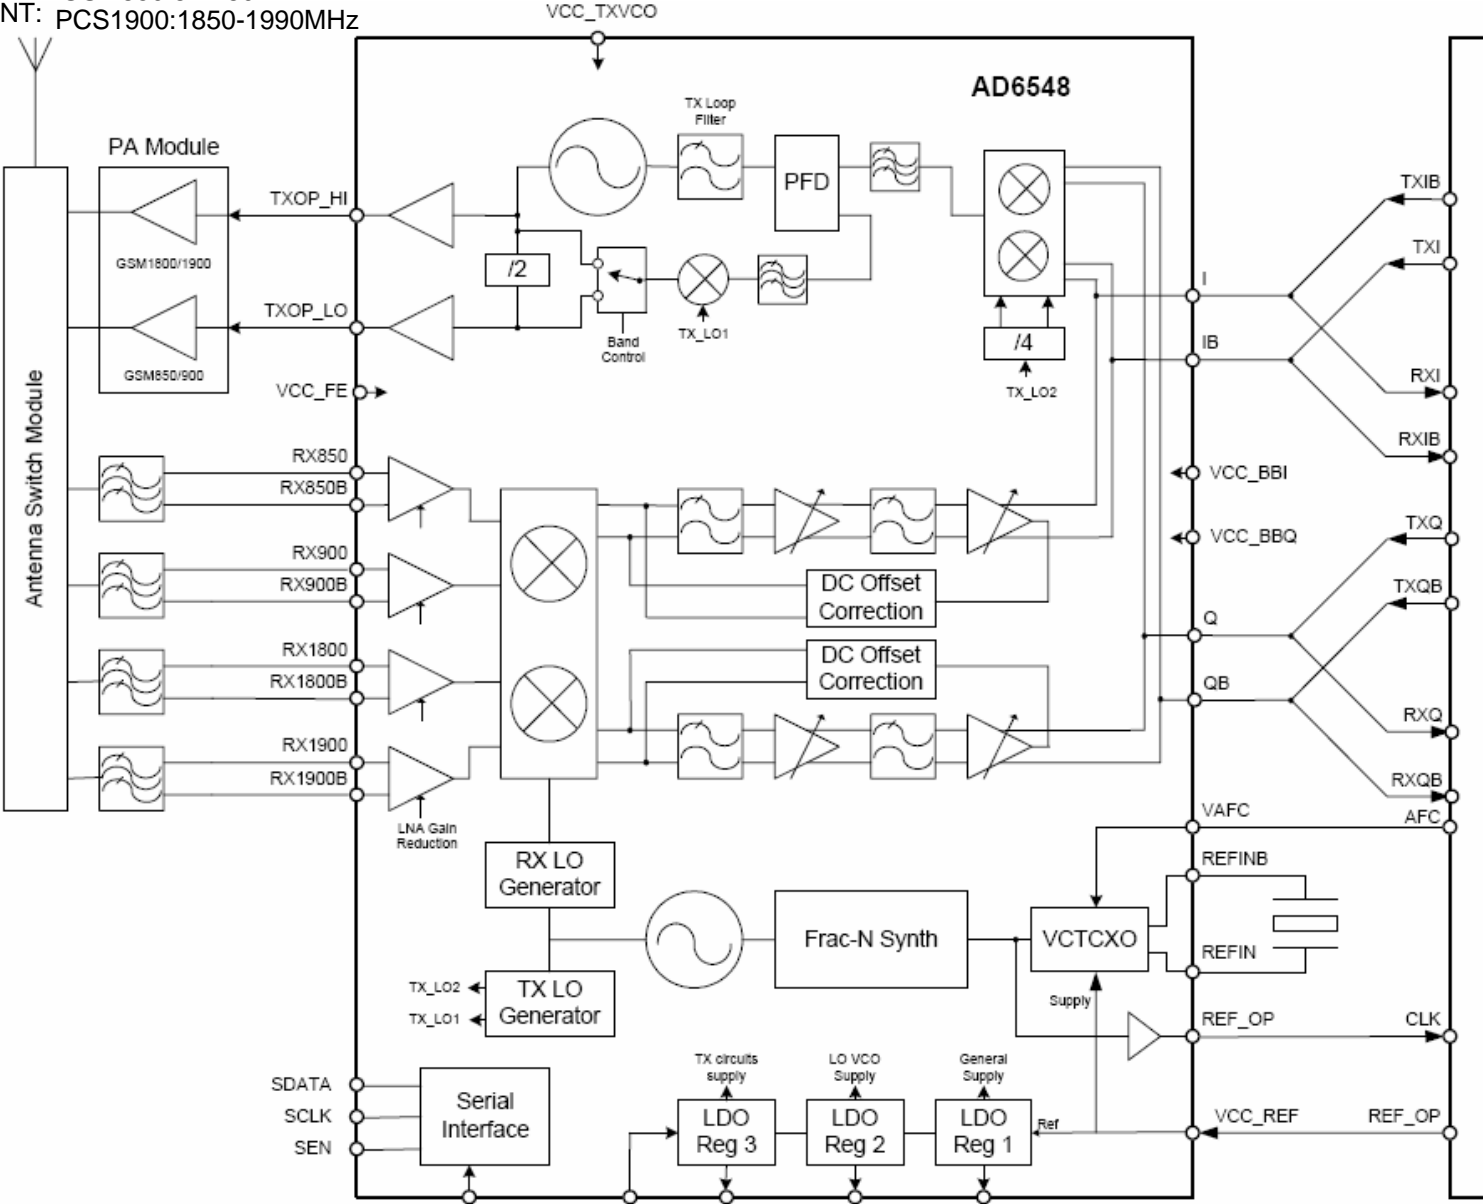 NT:
PCS1900:1850-1990MHz
VCC_TXVCO
AD6548
TX Loop
Filter
PA Module
PFD
TXOP_HI
TXIB
TXI
GSM1800/1900
/2
I
TXOP_LO
TX_LO1
Band
Control
/4
IB
GSM850/900
VCC_FE
TX_LO2
RXI
Antenna Switch Module
RXIB
RX850
RX850B
VCC_BBI
TXQ
VCC_BBQ
RX900
RX900B
DC Offset
Correction
TXQB
Q
RX1800
RX1800B
DC Offset
Correction
QB
RXQ
RX1900
RX1900B
RXQB
LNA Gain
Reduction
VAFC
AFC
RX LO
Generator
REFINB
Frac-N Synth
VCTCXO
REFIN
TX_LO2
TX_LO1
TX LO
Generator
Supply
REF_OP
CLK
TX circuits
supply
LO VCO
Supply
General
Supply
SDATA
SCLK
SEN
Serial
Interface
LDO
Reg 3
LDO
Reg 2
LDO
Reg 1
Ref
VCC_REF
REF_OP